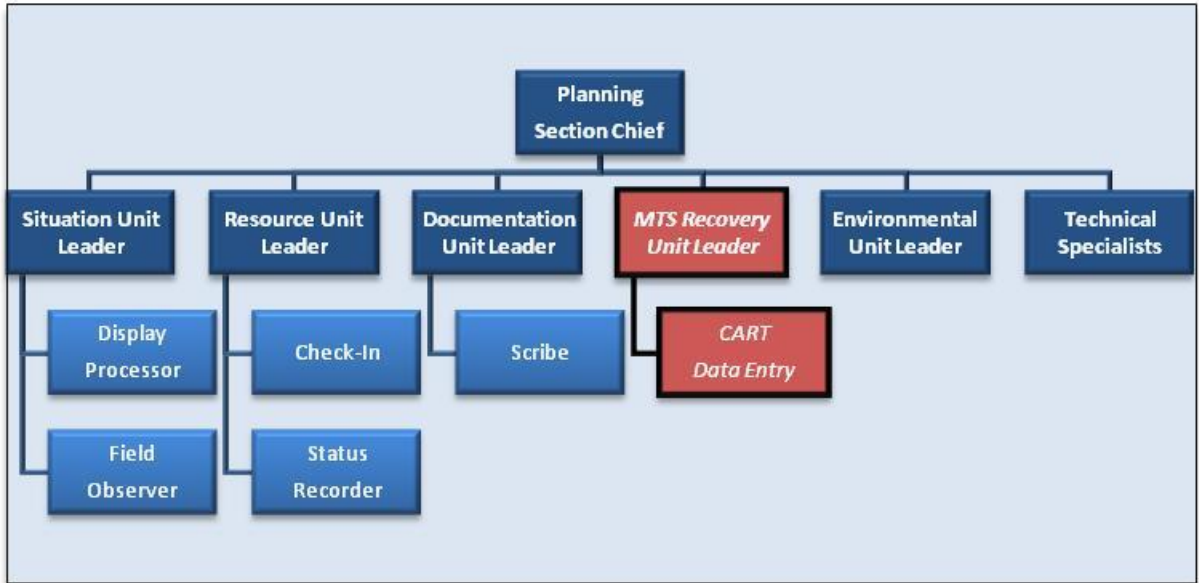 Planning
Section Chief
Situation Unit
Leader
Resource Unit
Leader
Documentation
Unit Leader
MTS Recovery
Unit Leader
Environmental
Unit Leader
Technical
Specialists
Display
Processor
Check-In
Scribe
CART
Data Entry
Field
Observer
Status
Recorder